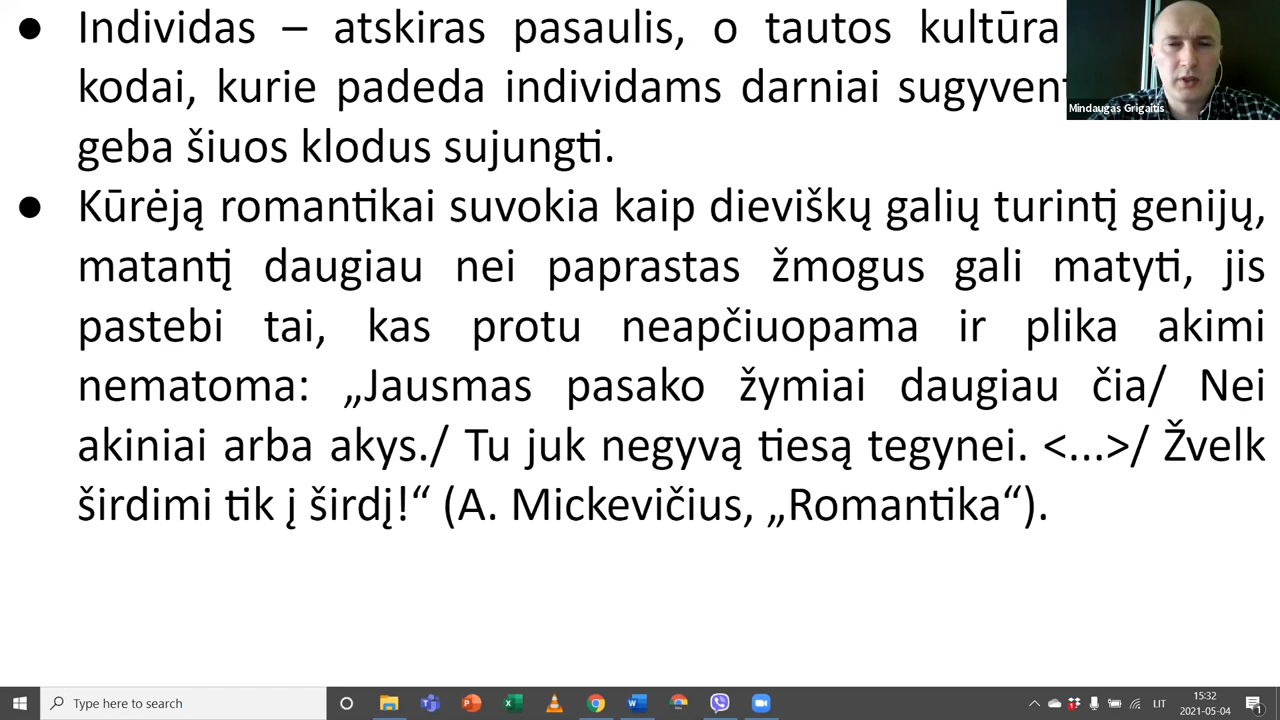 ● Individas – atskiras pasaulis, o tautos kultūra
kodai, kurie padeda individams darniai sugyvent
geba šiuos klodus sujungti.
● Kūrėją romantikai suvokia kaip dieviškų galių turintį genijų,
matantį daugiau nei paprastas žmogus gali matyti, jis
pastebi tai, kas protu neapčiuopama ir plika akimi
nematoma: „Jausmas pasako žymiai daugiau čia/ Nei
akiniai arba akys./ Tu juk negyvą tiesą tegynei. <...>/ Žvelk
širdimi tik į širdį!“ (A. Mickevičius, „Romantika“).
Mindaugas Grigaitis
Type here to search
LIT
15:32
2021-05-04